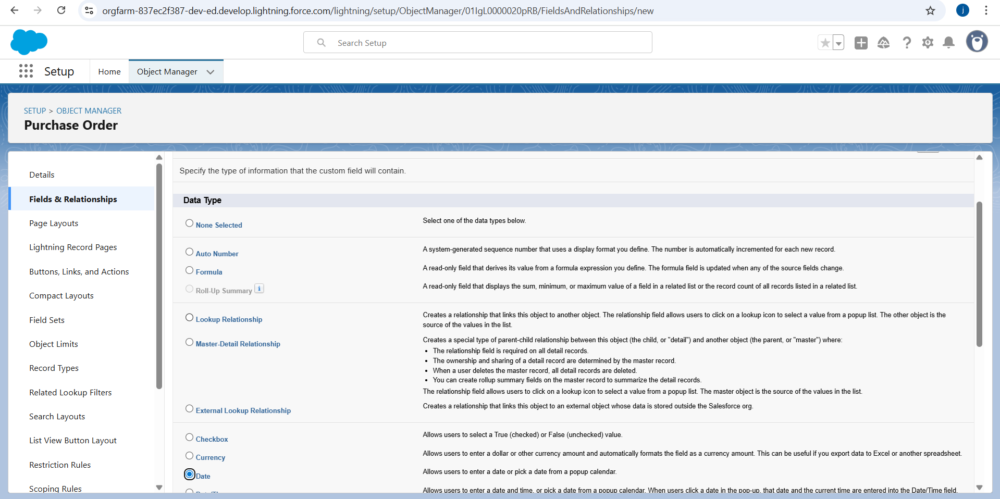 orgfarm-837ec2f387-dev-ed.develop.lightning.force.com/lightning/setup/ObjectManager/01IgL0000020pRB/FieldsAndRelationships/new
j
Search Setup
Setup
Home
Object Manager
SETUP > OBJECT MANAGER
Purchase Order
Details
Fields & Relationships
Page Layouts
Lightning Record Pages
Buttons, Links, and Actions
Compact Layouts
Field Sets
Object Limits
Record Types
Related Lookup Filters
Search Layouts
List View Button Layout
Restriction Rules
Scoping Rules
Specify the type of information that the custom field will contain.
Data Type
None Selected
Select one of the data types below.
Auto Number
A system-generated sequence number that uses a display format you define. The number is automatically incremented for each new record.
Formula
A read-only field that derives its value from a formula expression you define. The formula field is updated when any of the source fields change.
Roll-Up Summary i
A read-only field that displays the sum, minimum, or maximum value of a field in a related list or the record count of all records listed in a related list.
Lookup Relationship
Creates a relationship that links this object to another object. The relationship field allows users to click on a lookup icon to select a value from a popup list. The other object is the
source of the values in the list.
Master-Detail Relationship
Creates a special type of parent-child relationship between this object (the child, or "detail") and another object (the parent, or "master") where:
• The relationship field is required on all detail records.
• The ownership and sharing of a detail record are determined by the master record.
• When a user deletes the master record, all detail records are deleted.
• You can create rollup summary fields on the master record to summarize the detail records.
The relationship field allows users to click on a lookup icon to select a value from a popup list. The master object is the source of the values in the list.
External Lookup Relationship
Creates a relationship that links this object to an external object whose data is stored outside the Salesforce org.
Checkbox
Allows users to select a True (checked) or False (unchecked) value.
Currency
Allows users to enter a dollar or other currency amount and automatically formats the field as a currency amount. This can be useful if you export data to Excel or another spreadsheet.
Date
Allows users to enter a date or pick a date from a popup calendar.
Allows users to enter a date and time, or pick a date from a popup calendar. When users click a date in the pop-up, that date and the current time are entered into the Date/Time field.